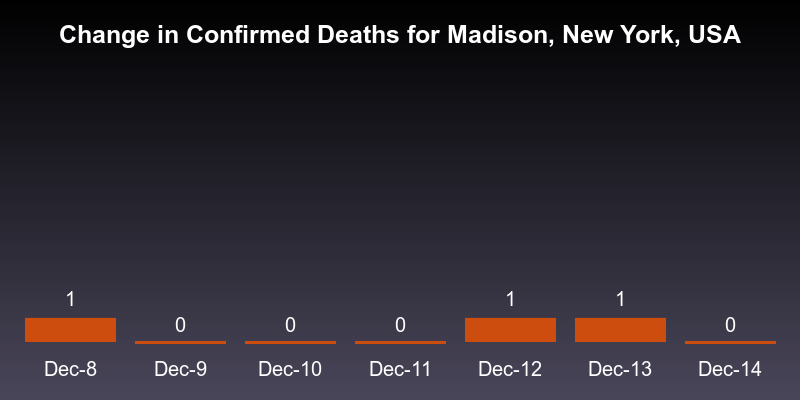 Change in Confirmed Deaths for Madison, New York, USA
1 0 0 0 1 1 0
Dec-8 Dec-9 Dec-10 Dec-11 Dec-12 Dec-13 Dec-14